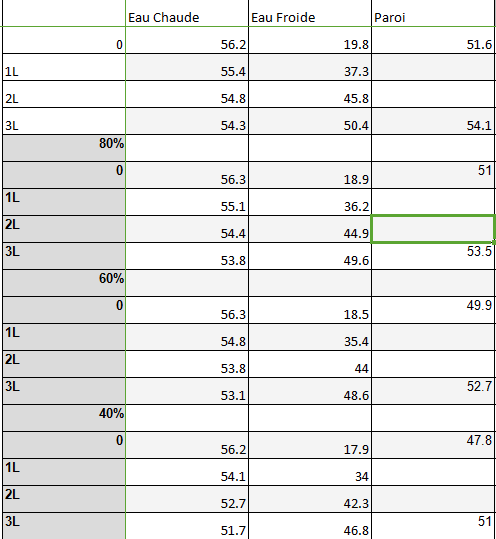 Eau Chaude Eau Froide Paroi
0 56.2 19.8 51.6
1L 55.4 37.3
2L 54.8 45.8
3L 54.3 50.4 54.1
80%
0 56.3 18.9 51
1L 55.1 36.2
2L 54.4 44.9
3L 53.8 49.6 53.5
60%
0 56.3 18.5 49.9
1L 54.8 35.4
2L 53.8 44
3L 53.1 48.6 52.7
40%
0 56.2 17.9 47.8
1L 54.1 34
2L 52.7 42.3
3L 51.7 46.8 51